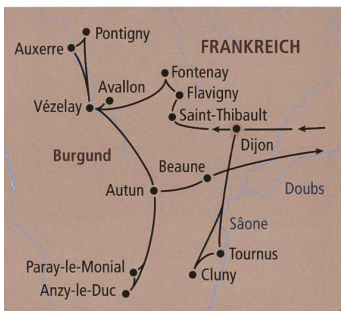 Pontigny
Auxerre
FRANKREICH
Fontenay
Avallon
Flavigny
Vézelay
Saint-Thibault
Dijon
Burgund
Beaune
Doubs
Autun
Sâone
Paray-le-Monial
Tournus
Cluny
Anzy-le-Duc